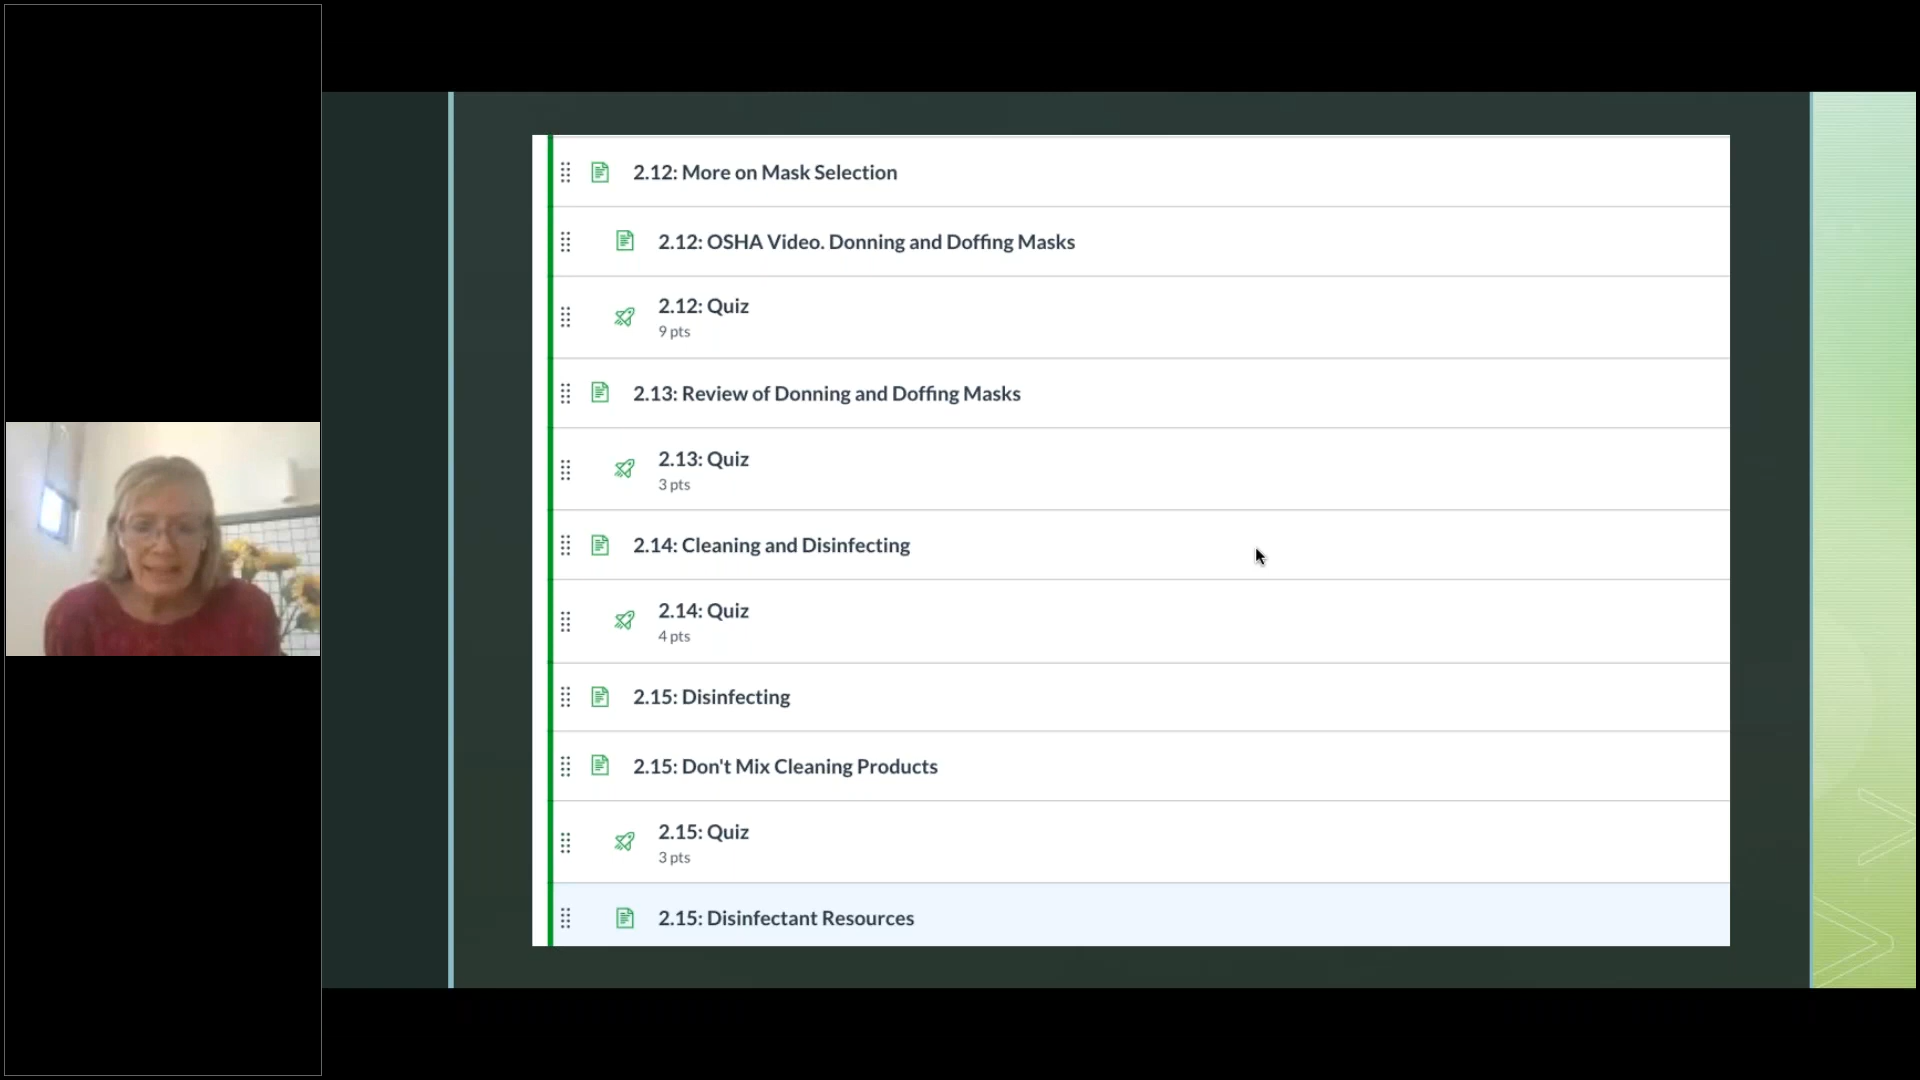 2.12: More on Mask Selection
2.12: OSHA Video. Donning and Doffing Masks
2.12: Quiz
9 pts
2.13: Review of Donning and Doffing Masks
2.13: Quiz
3 pts
2.14: Cleaning and Disinfecting
2.14: Quiz
4 pts
2.15: Disinfecting
2.15: Don't Mix Cleaning Products
2.15: Quiz
3 pts
2.15: Disinfectant Resources